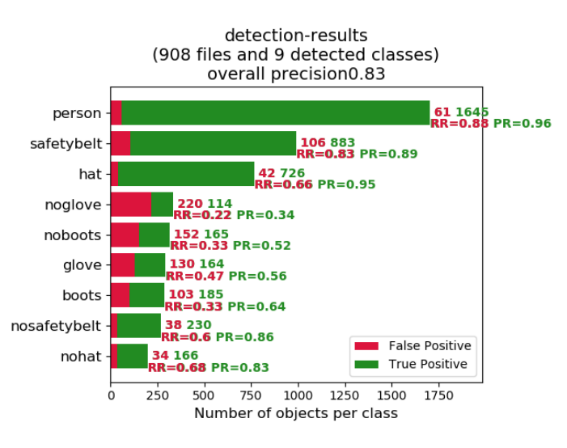 detection-results
(908 files and 9 detected classes)
overall precision0.83
person
61 1645
RR=0.88 PR=0.96
safetybelt
106 883
RR=0.83 PR=0.89
hat
42 726
RR=0.66 PR=0.95
noglove
220 114
RR=0.22 PR=0.34
noboots
152 165
RR=0.33 PR=0.52
glove
130 164
RR=0.47 PR=0.56
boots
103 185
RR=0.33 PR=0.64
nosafetybelt
38 230
RR=0.6 PR=0.86
nohat
34 166
RR=0.68 PR=0.83
False Positive
True Positive
0 250 500 750 1000 1250 1500 1750
Number of objects per class